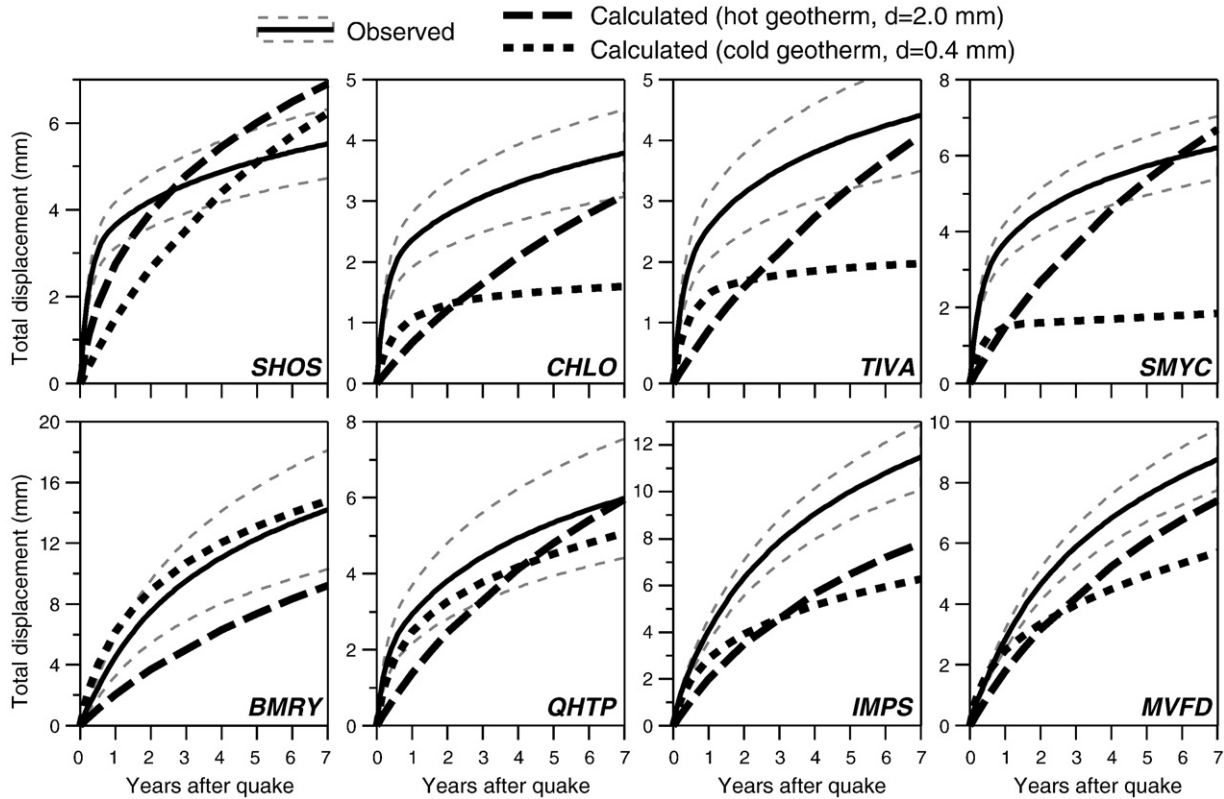 Observed
Calculated (hot geotherm, d=2.0 mm)
Calculated (cold geotherm, d=0.4 mm)
Total displacement (mm)
6
4
2
0
SHOS
5
4
3
2
1
0
CHLO
5
4
3
2
1
0
TIVA
8
6
4
2
0
SMYC
Total displacement (mm)
20
16
12
8
4
0
BMRY
0 1 2 3 4 5 6 7
Years after quake
8
6
4
2
0
QHTP
0 1 2 3 4 5 6 7
Years after quake
12
10
8
6
4
2
0
IMPS
0 1 2 3 4 5 6 7
Years after quake
10
8
6
4
2
0
MVFD
0 1 2 3 4 5 6 7
Years after quake